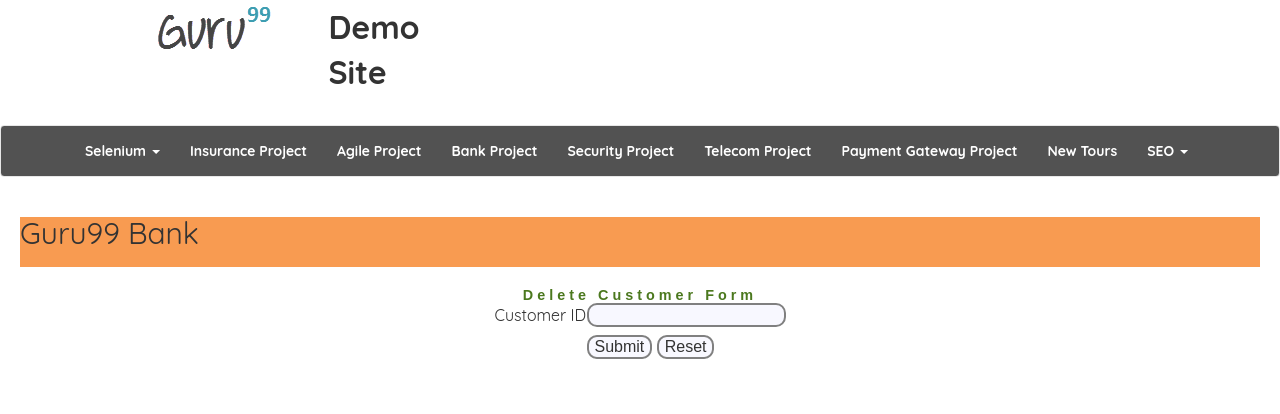 Guru99
Demo
Site
Selenium Insurance Project Agile Project Bank Project Security Project Telecom Project Payment Gateway Project New Tours SEO
Guru99 Bank
Delete Customer Form
Customer ID
Submit Reset